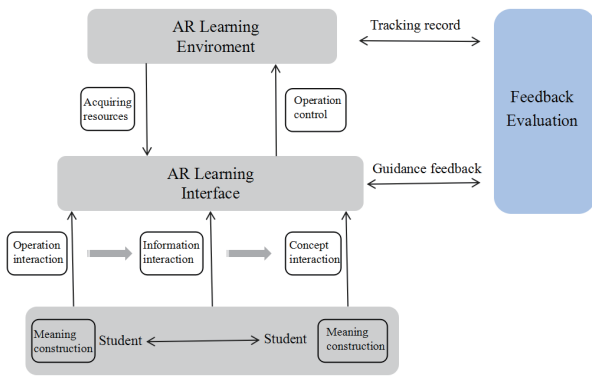 AR Learning
Enviroment
Tracking record
Acquiring
resources
Operation
control
Feedback
Evaluation
AR Learning
Interface
Guidance feedback
Operation
interaction
Information
interaction
Concept
interaction
Meaning
construction
Student
Student
Meaning
construction